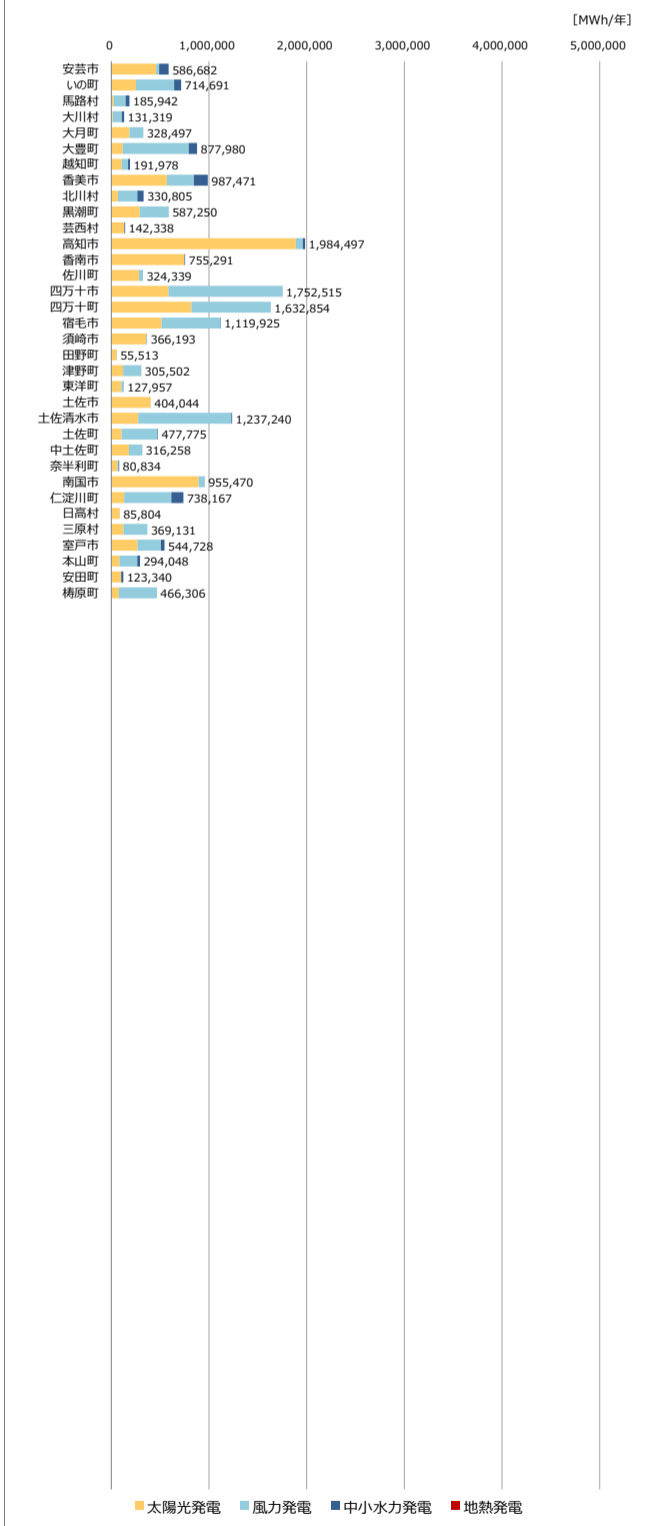 [MWh/年]
0 1,000,000 2,000,000 3,000,000 4,000,000 5,000,000
安芸市 586,682
いの町 714,691
馬路村 185,942
大川村 131,319
大月町 328,497
大豊町 877,980
越知町 191,978
香美市 987,471
北川村 330,805
黒潮町 587,250
芸西村 142,338
高知市 1,984,497
香南市 755,291
佐川町 324,339
四万十市 1,752,515
四万十町 1,632,854
宿毛市 1,119,925
須崎市 366,193
田野町 55,513
津野町 305,502
東洋町 127,957
土佐市 404,044
土佐清水市 1,237,240
土佐町 477,775
中土佐町 316,258
奈半利町 80,834
南国市 955,470
仁淀川町 738,167
日高村 85,804
三原村 369,131
室戸市 544,728
本山町 294,048
安田町 123,340
梼原町 466,306
太陽光発電 風力発電 中小水力発電 地熱発電